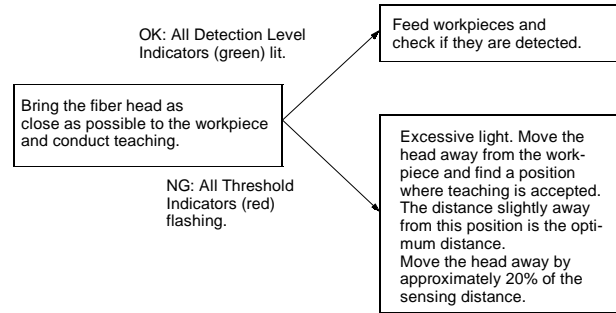 OK: All Detection Level
Indicators (green) lit.
Feed workpieces and
check if they are detected.
Bring the fiber head as
close as possible to the workpiece
and conduct teaching.
NG: All Threshold
Indicators (red)
flashing.
Excessive light. Move the
head away from the work-
piece and find a position
where teaching is accepted.
The distance slightly away
from this position is the opti-
mum distance.
Move the head away by
approximately 20% of the
sensing distance.